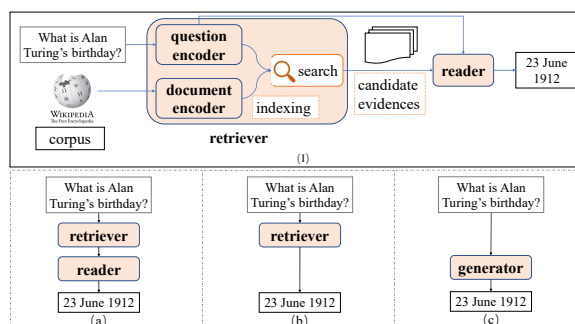 What is Alan
Turing's birthday?
question
encoder
search
reader
23 June
1912
WIKIPEDIA
The Free Encyclopedia
corpus
document
encoder
indexing
candidate
evidences
retriever
(I)
What is Alan
Turing's birthday?
retriever
reader
23 June 1912
(a)
What is Alan
Turing's birthday?
retriever
23 June 1912
(b)
What is Alan
Turing's birthday?
generator
23 June 1912
(c)